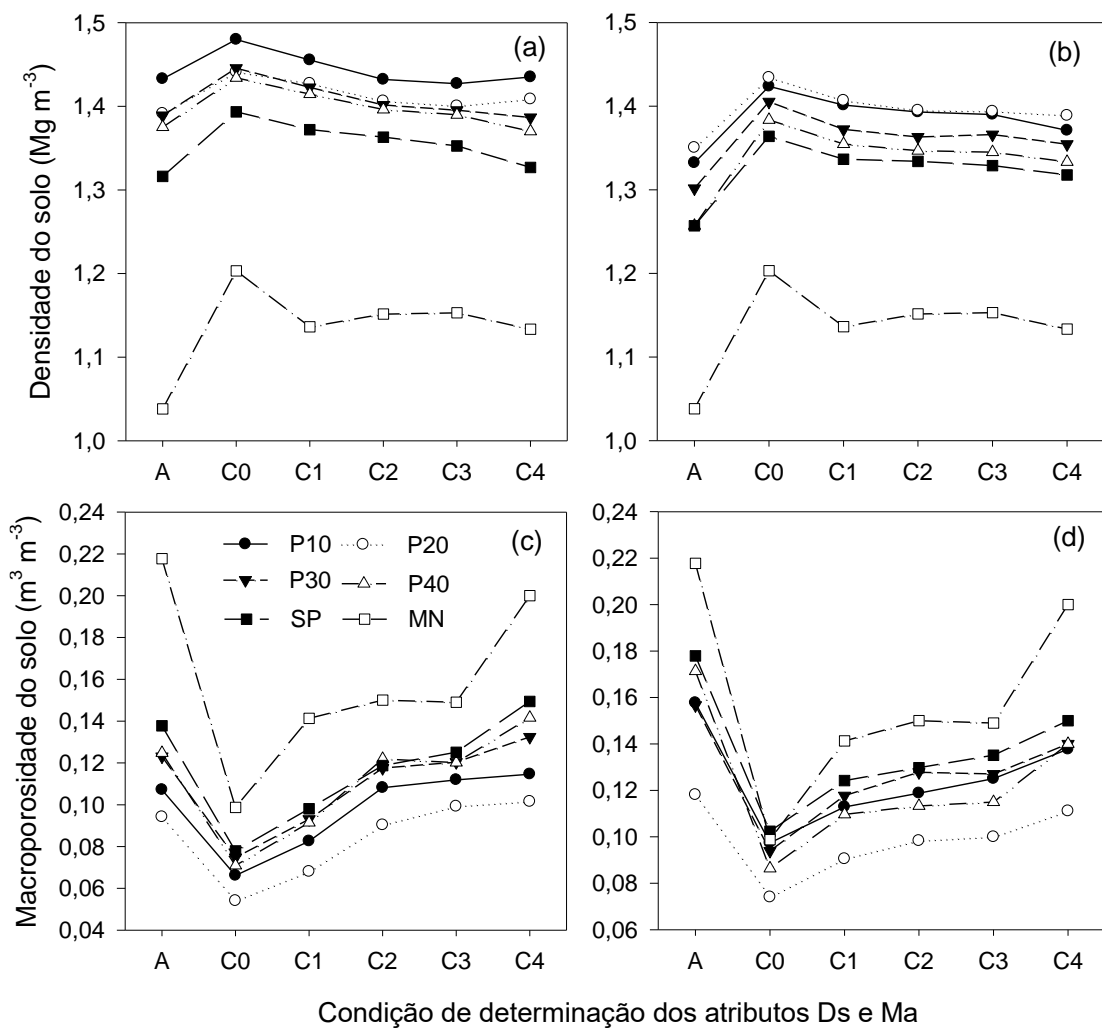 (a)
(b)
Densidade do solo (Mg m⁻³)
1,5
1,4
1,3
1,2
1,1
1,0
A C0 C1 C2 C3 C4
1,5
1,4
1,3
1,2
1,1
1,0
A C0 C1 C2 C3 C4
Macroporosidade do solo (m³ m⁻³)
0,24
0,22
0,20
0,18
0,16
0,14
0,12
0,10
0,08
0,06
0,04
(c)
P10 P20
P30 P40
SP MN
A C0 C1 C2 C3 C4
0,24
0,22
0,20
0,18
0,16
0,14
0,12
0,10
0,08
0,06
(d)
A C0 C1 C2 C3 C4
Condição de determinação dos atributos Ds e Ma